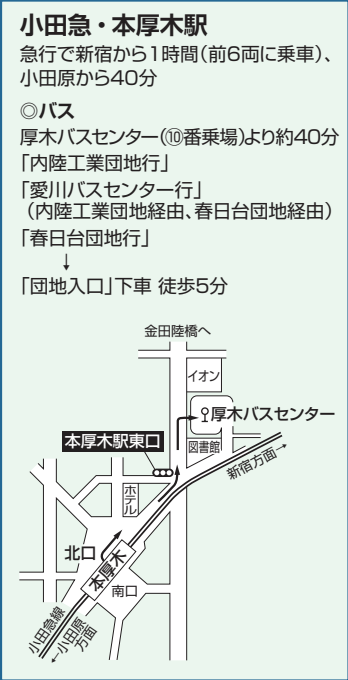 小田急・本厚木駅
急行で新宿から1時間（前6両に乗車）、
小田原から40分
◎バス
厚木バスセンター（⑩番乗場）より約40分
「内陸工業団地行」
「愛川バスセンター行」
（内陸工業団地経由、春日台団地経由）
「春日台団地行」
↓
「団地入口」下車 徒歩5分
金田陸橋へ
イオン
厚木バスセンター
図書館
本厚木駅東口
新宿方面→
ホテル
北口
本厚木
南口
小田急線
←小田原方面